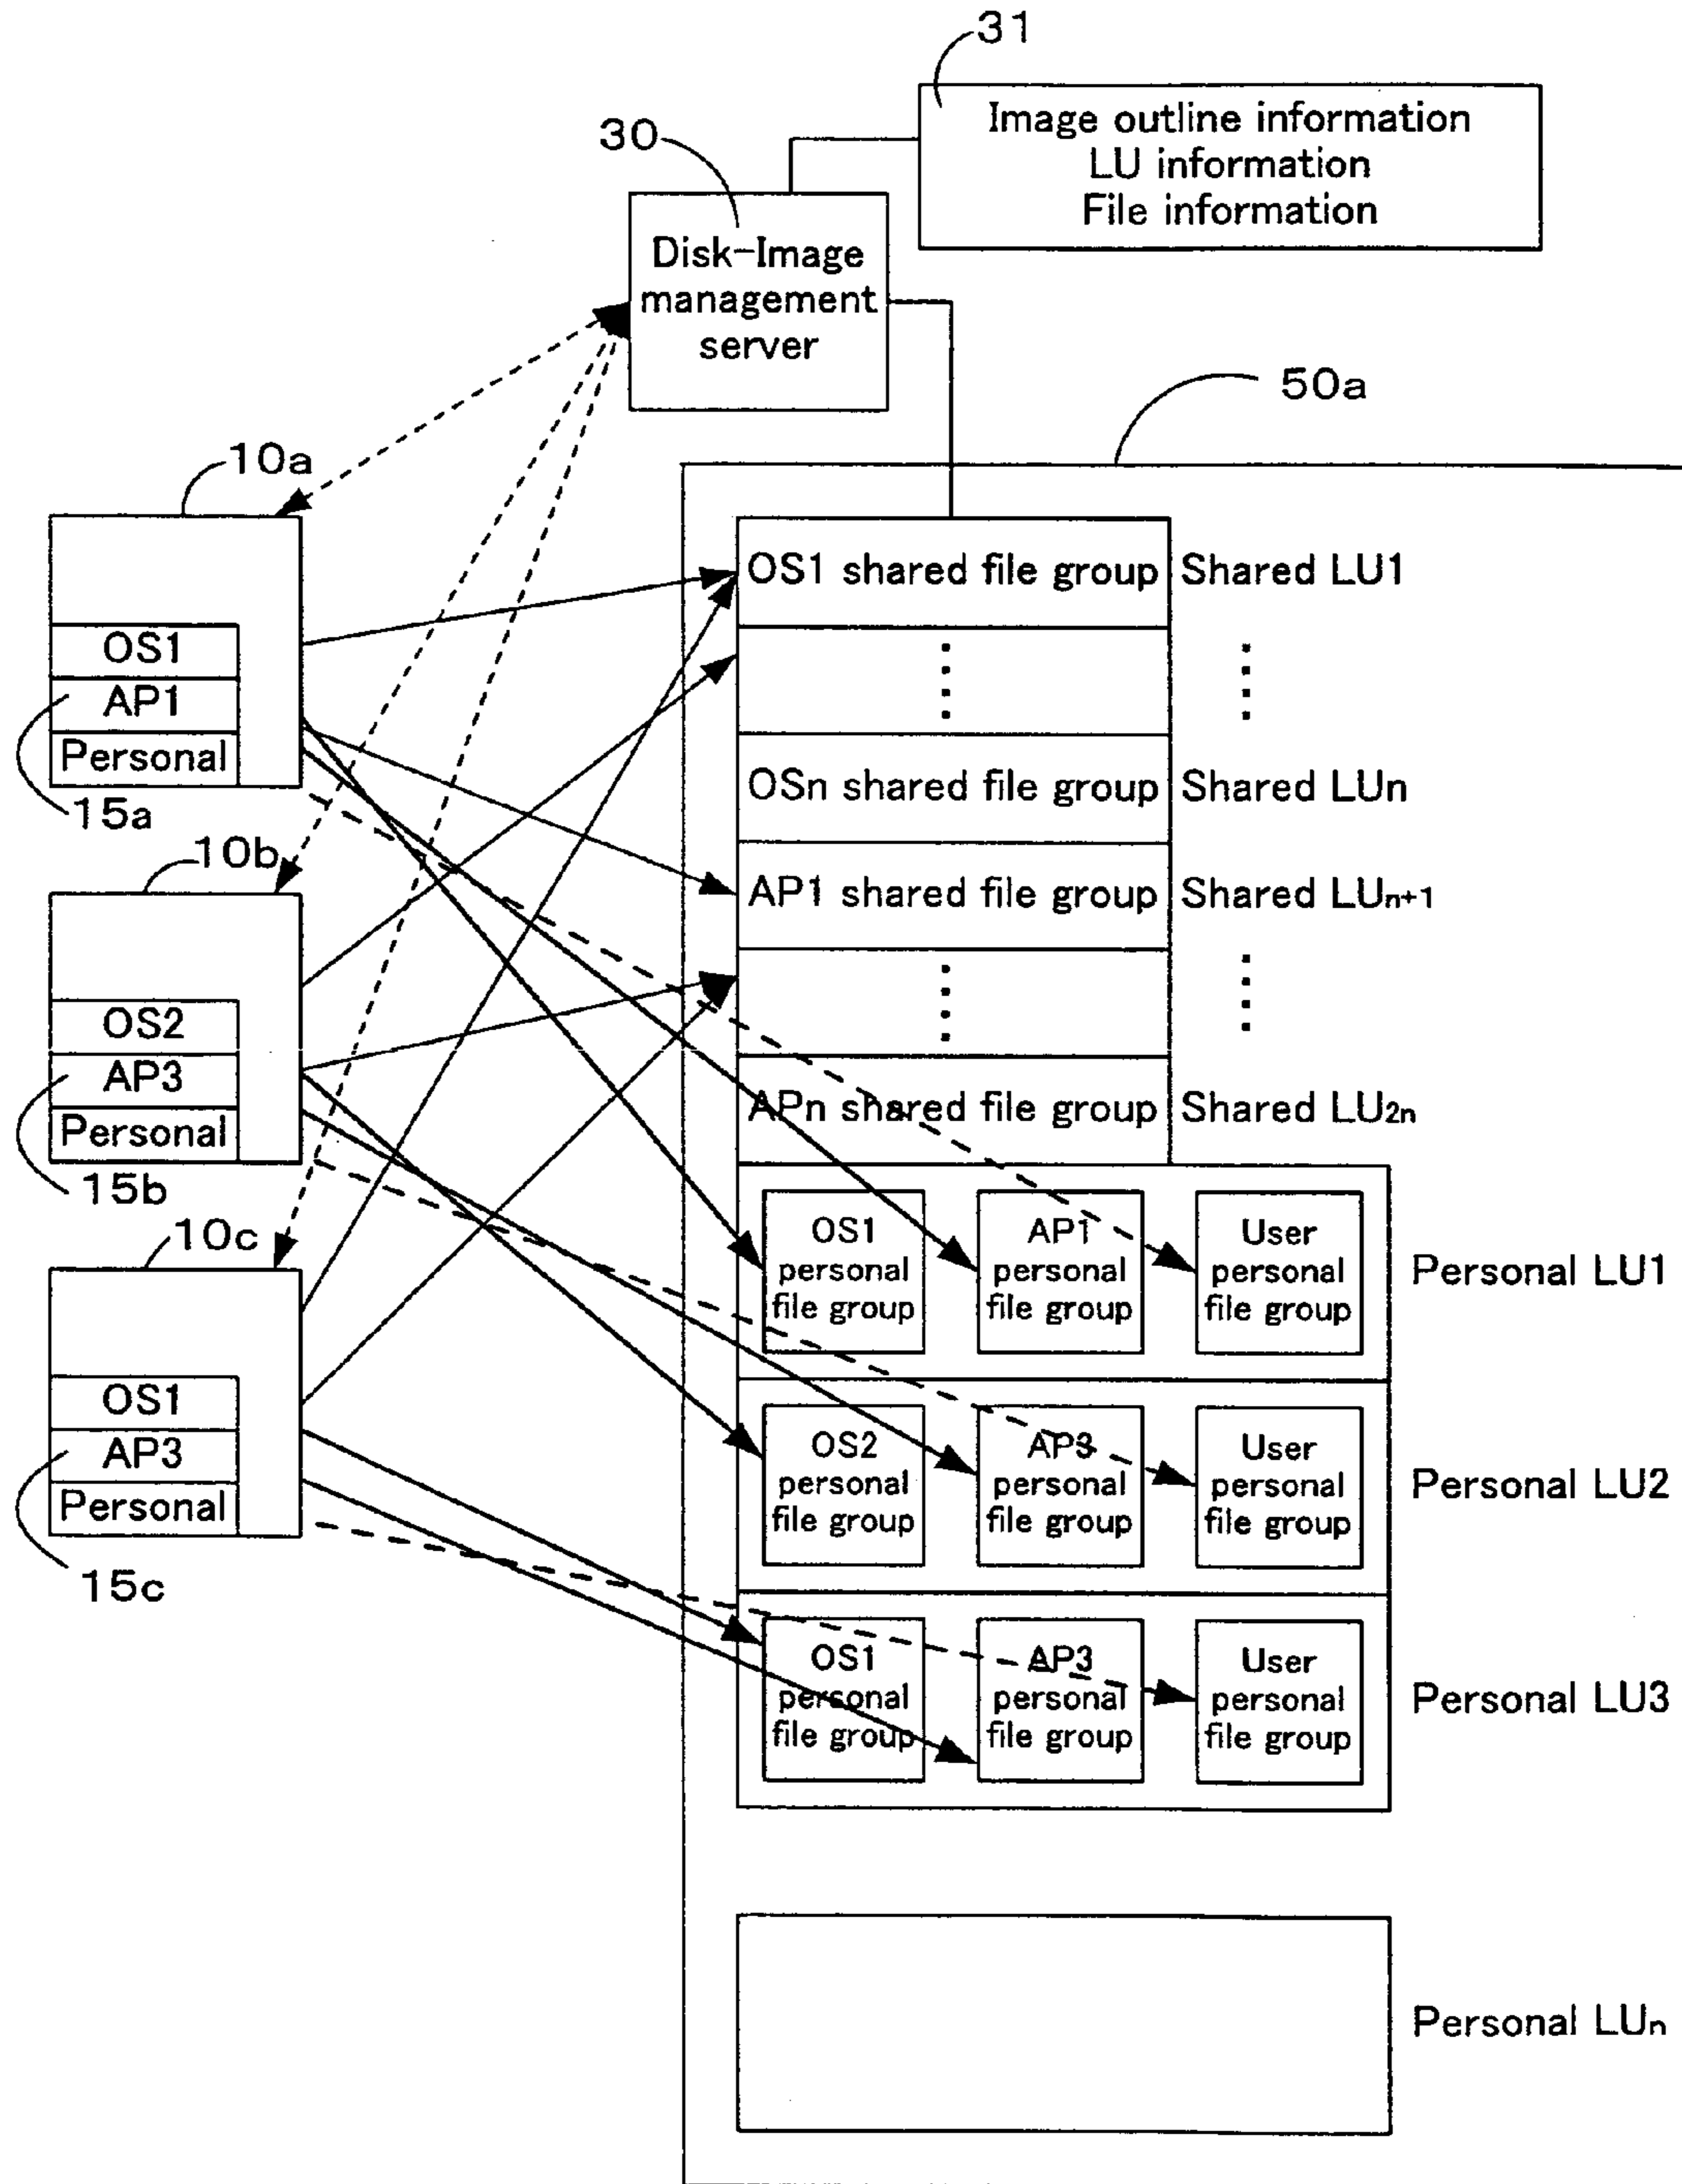 31
Image outline information
LU information
File information
30
Disk-Image
management
server
50a
10a
OS1
AP1
Personal
15a
10b
OS2
AP3
Personal
15b
10c
OS1
AP3
Personal
15c
OS1 shared file group
Shared LU1
OSn shared file group
Shared LUn
AP1 shared file group
Shared LUn+1
APn shared file group
Shared LU2n
OS1
personal
file group
AP1
personal
file group
User
personal
file group
Personal LU1
OS2
personal
file group
AP3
personal
file group
User
personal
file group
Personal LU2
OS1
personal
file group
AP3
personal
file group
User
personal
file group
Personal LU3
Personal LUn